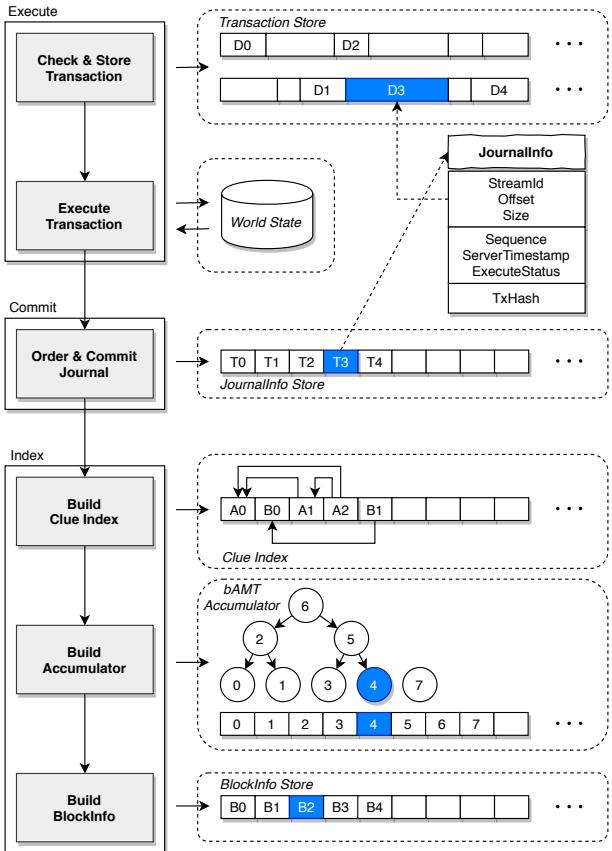 Execute
Check & Store
Transaction
Execute
Transaction
Transaction Store
D0 D2 . . .
D1 D3 D4 . . .
World State
JournalInfo
StreamId
Offset
Size
Sequence
ServerTimestamp
ExecuteStatus
TxHash
Commit
Order & Commit
Journal
T0 T1 T2 T3 T4 . . .
JournalInfo Store
Index
Build
Clue Index
A0 B0 A1 A2 B1 . . .
Clue Index
Build
Accumulator
bAMT
Accumulator
6
2 5
0 1 3 4 7
0 1 2 3 4 5 6 7 . . .
Build
BlockInfo
BlockInfo Store
B0 B1 B2 B3 B4 . . .